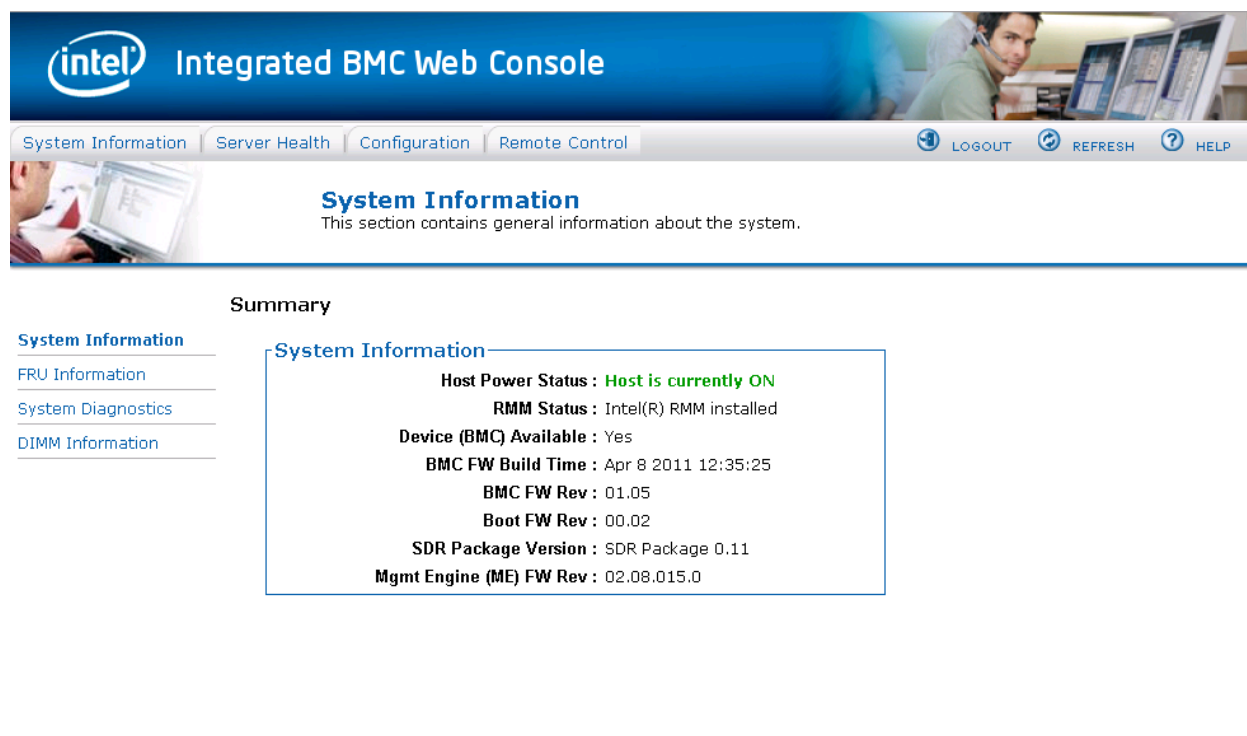 intel Integrated BMC Web Console
System Information Server Health Configuration Remote Control LOGOUT REFRESH ? HELP
System Information
This section contains general information about the system.
Summary
System Information
FRU Information
System Diagnostics
DIMM Information
System Information
Host Power Status : Host is currently ON
RMM Status : Intel(R) RMM installed
Device (BMC) Available : Yes
BMC FW Build Time : Apr 8 2011 12:35:25
BMC FW Rev : 01.05
Boot FW Rev : 00.02
SDR Package Version : SDR Package 0.11
Mgmt Engine (ME) FW Rev : 02.08.015.0